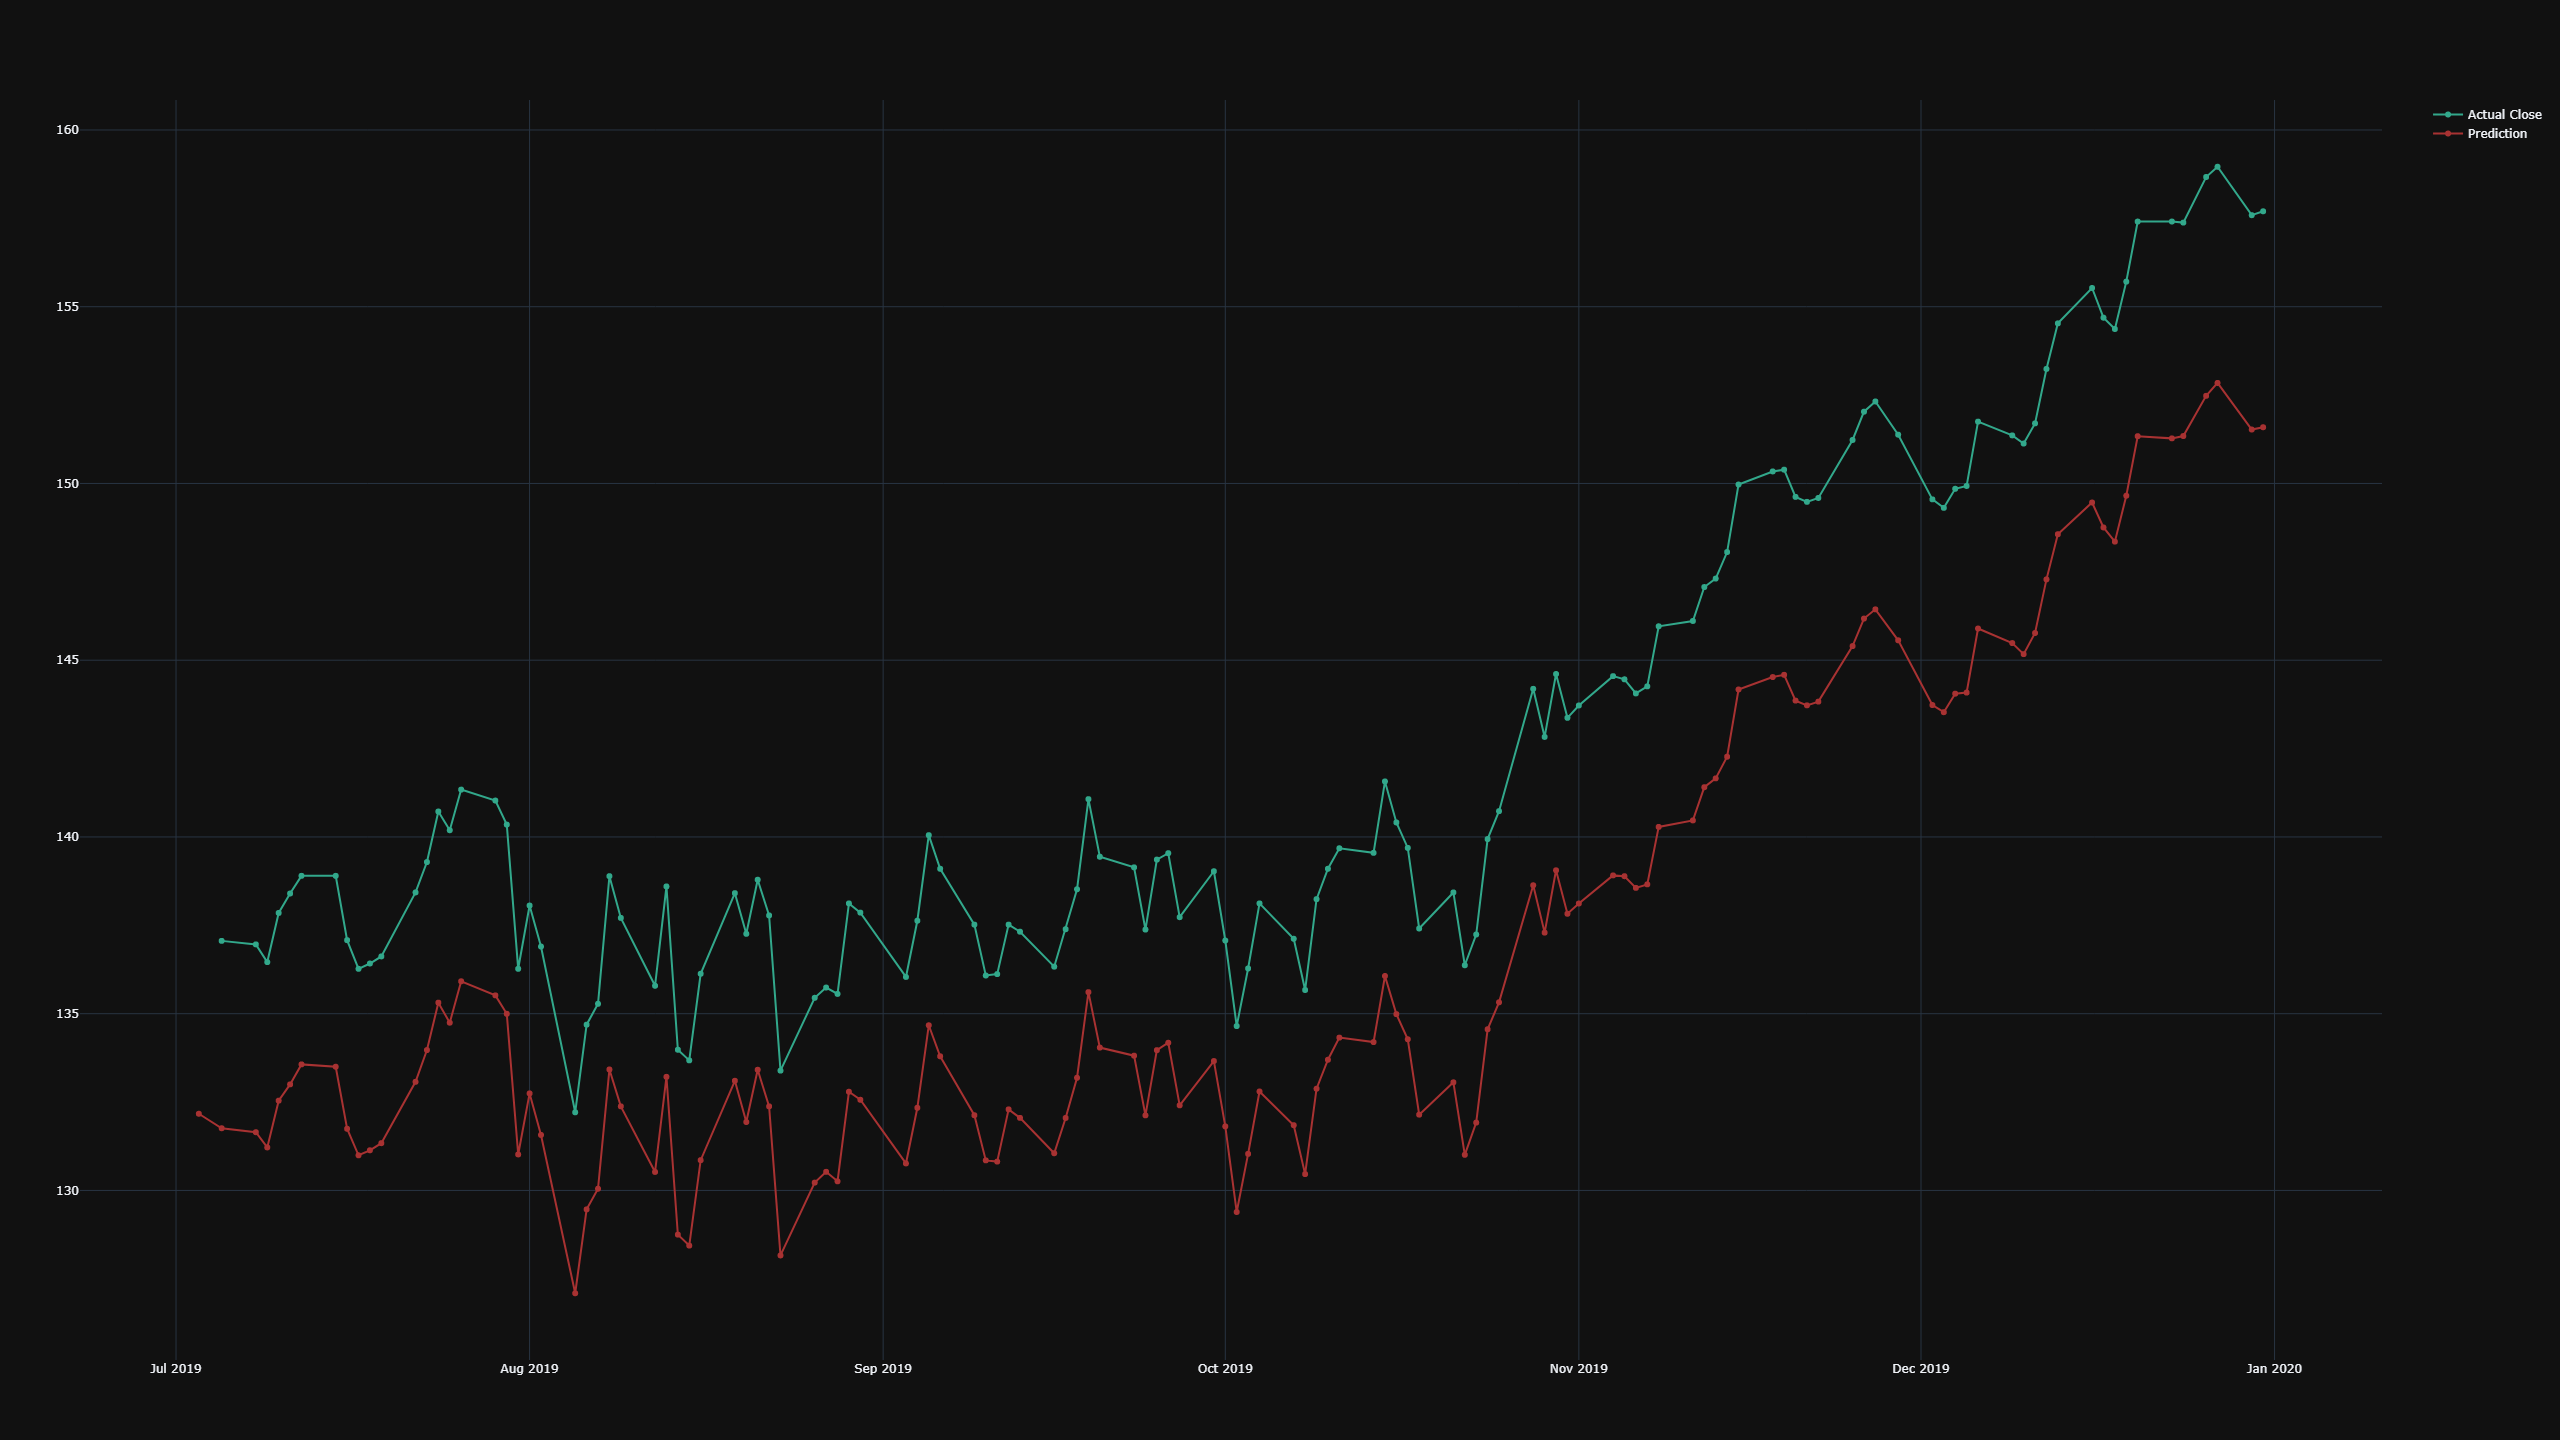 Actual Close
Prediction
160
155
150
145
140
135
130
Jul 2019
Aug 2019
Sep 2019
Oct 2019
Nov 2019
Dec 2019
Jan 2020